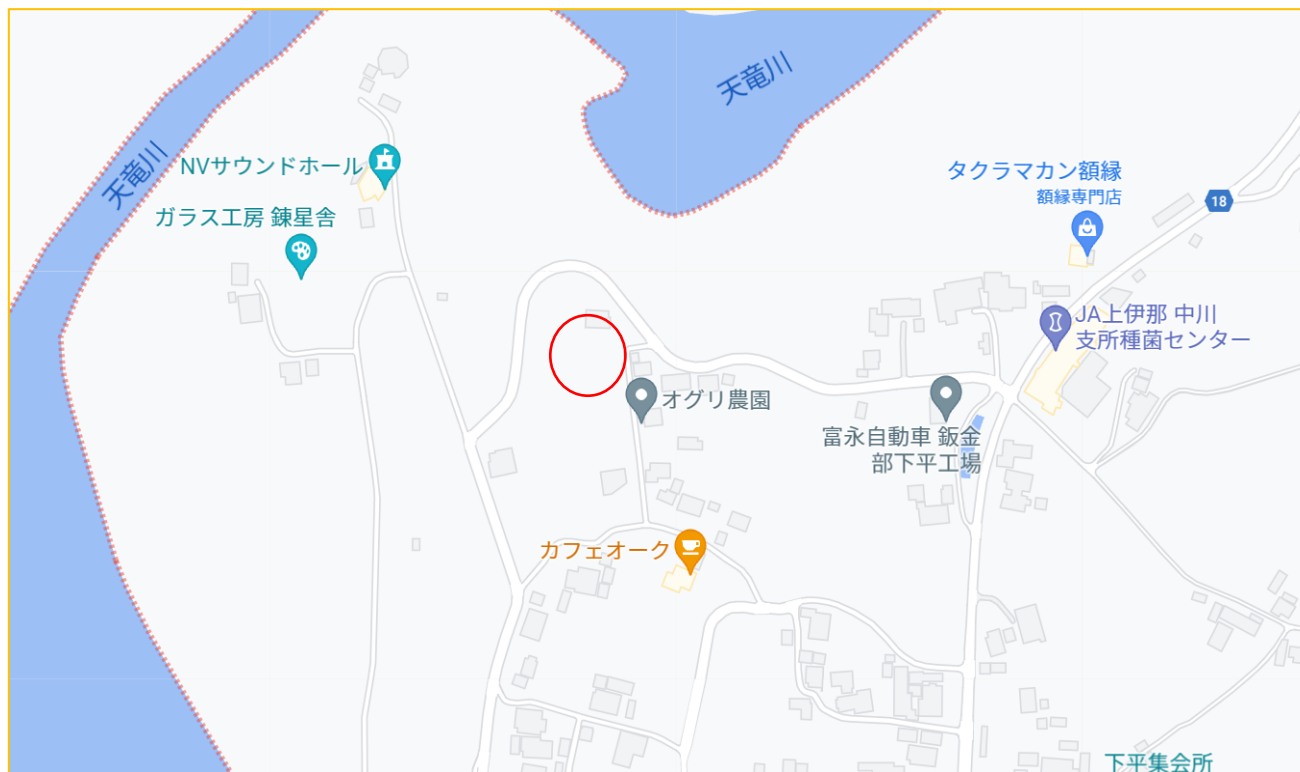 天竜川
天竜川
NVサウンドホール
タクラマカン額縁
額縁専門店
18
ガラス工房 錬星舎
JA上伊那 中川
支所種菌センター
オグリ農園
富永自動車 鈑金
部下平工場
カフェオーク
下平集会所